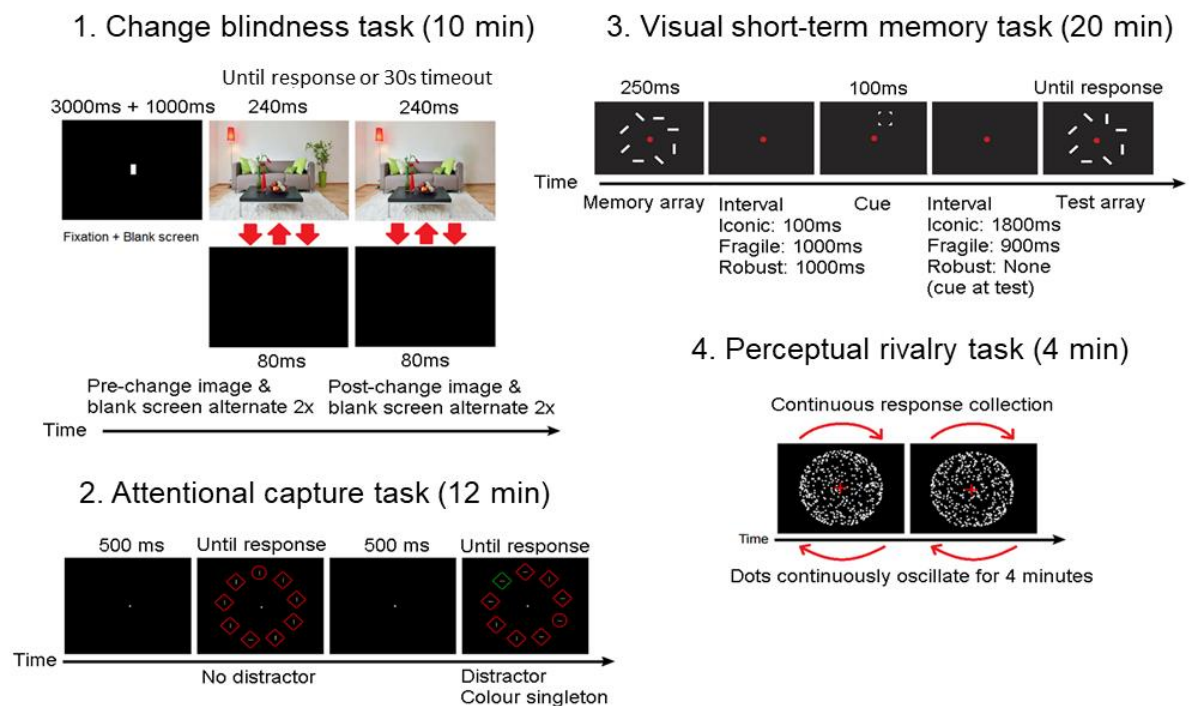 1. Change blindness task (10 min)
Until response or 30s timeout
3000ms + 1000ms
240ms
240ms
Fixation + Blank screen
80ms
80ms
Pre-change image &
blank screen alternate 2x
Post-change image &
blank screen alternate 2x
Time
2. Attentional capture task (12 min)
500 ms
Until response
500 ms
Until response
Time
No distractor
Distractor
Colour singleton
3. Visual short-term memory task (20 min)
250ms
100ms
Until response
Time
Memory array
Interval
Iconic: 100ms
Fragile: 1000ms
Robust: 1000ms
Cue
Interval
Iconic: 1800ms
Fragile: 900ms
Robust: None
(cue at test)
Test array
4. Perceptual rivalry task (4 min)
Continuous response collection
Time
Dots continuously oscillate for 4 minutes